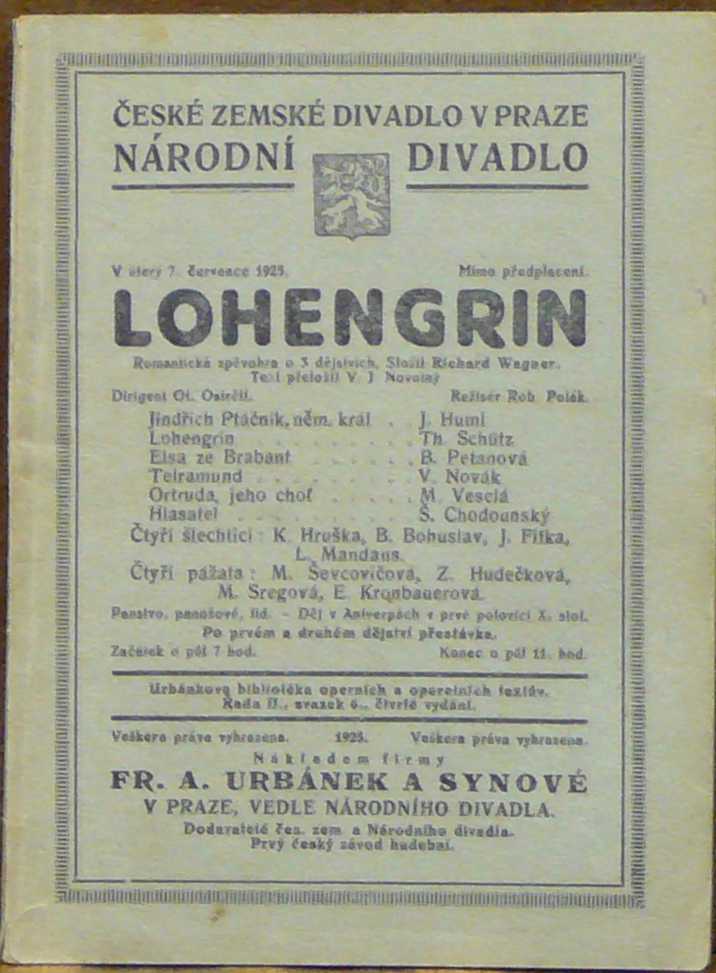 ČESKÉ ZEMSKÉ DIVADLO V PRAZE
NÁRODNÍ DIVADLO
V úterý 7. července 1925. Mimo předplacení.
LOHENGRIN
Romantická zpěvohra o 3 dějstvích. Složil Richard Wagner.
Text přeložil V. J. Novotný
Dirigent Ot. Ostrčil. Režisér Rob. Polák.
Jindřich Ptáčník, něm. král . . J. Huml
Lohengrin . . . . . . . Th. Schütz
Elsa ze Brabant . . . . . B. Petanová
Telramund . . . . . . . V. Novák
Ortruda, jeho choť . . . . . M. Veselá
Hlasatel . . . . . . . . Š. Chodounský
Čtyři šlechtici : K. Hruška, B. Bohuslav, J. Fifka,
L. Mandaus.
Čtyři pážata : M. Ševcovičová, Z. Hudečková,
M. Sregová, E. Kronbauerová.
Panstvo, panošové, lid. – Děj v Antverpách v prvé polovici X. stol.
Po prvém a druhém dějství přestávka.
Začátek o půl 7 hod. Konec o půl 11. hod.
Urbánkova bibliotéka operních a operetních textův.
Řada II., svazek 6., čtvrté vydání.
Veškera práva vyhrazena. 1925. Veškera práva vyhrazena.
Nákladem firmy
FR. A. URBÁNEK A SYNOVÉ
V PRAZE, VEDLE NÁRODNÍHO DIVADLA.
Dodavatelé čes. zem. a Národního divadla.
Prvý český závod hudební.